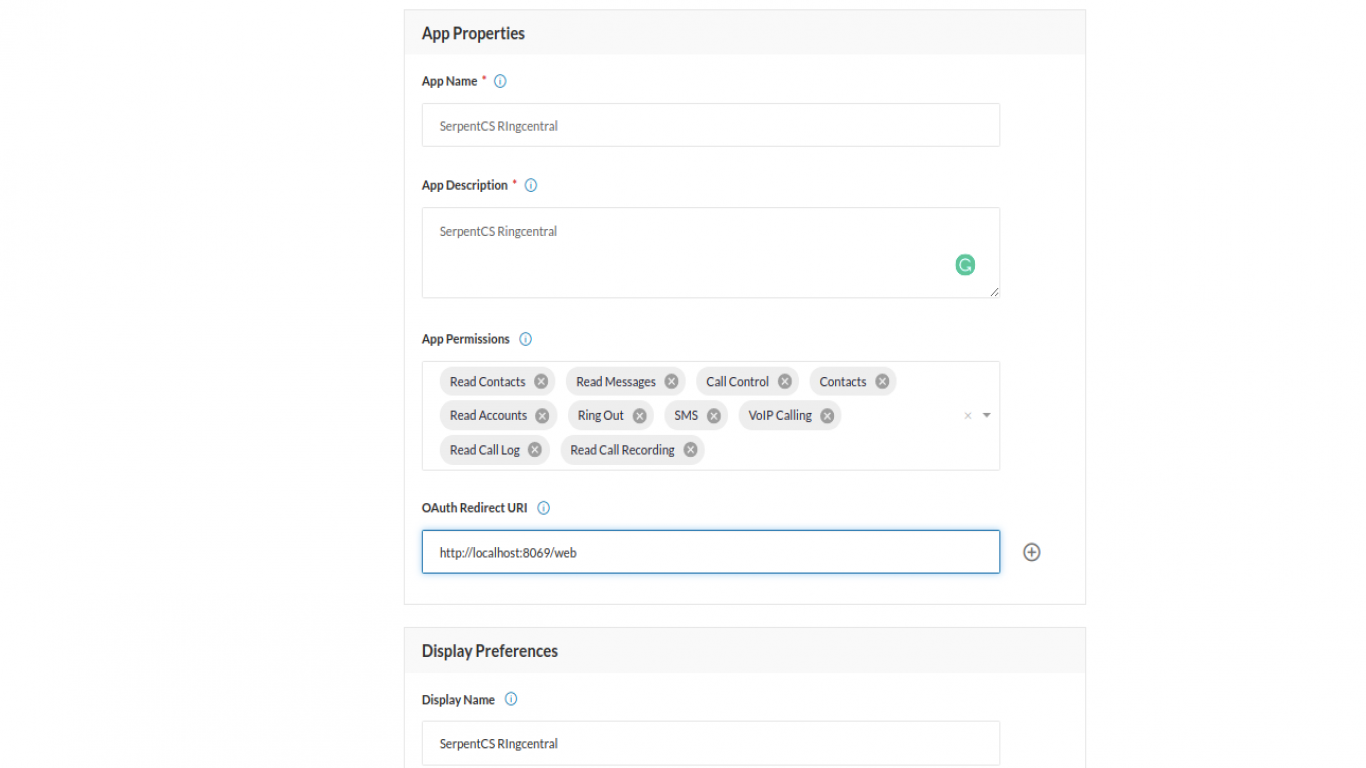 App Properties
App Name *
SerpentCS RIngcentral
App Description *
SerpentCS Ringcentral
App Permissions
Read Contacts Read Messages Call Control Contacts
Read Accounts Ring Out SMS VoIP Calling
Read Call Log Read Call Recording
OAuth Redirect URI
http://localhost:8069/web
Display Preferences
Display Name
SerpentCS RIngcentral